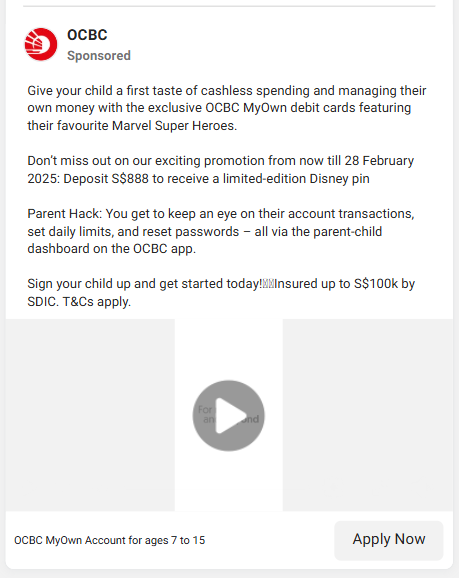 OCBC
Sponsored
Give your child a first taste of cashless spending and managing their
own money with the exclusive OCBC MyOwn debit cards featuring
their favourite Marvel Super Heroes.
Don't miss out on our exciting promotion from now till 28 February
2025: Deposit S$888 to receive a limited-edition Disney pin
Parent Hack: You get to keep an eye on their account transactions,
set daily limits, and reset passwords – all via the parent-child
dashboard on the OCBC app.
Sign your child up and get started today!Insured up to S$100k by
SDIC. T&Cs apply.
For
OCBC MyOwn Account for ages 7 to 15
Apply Now